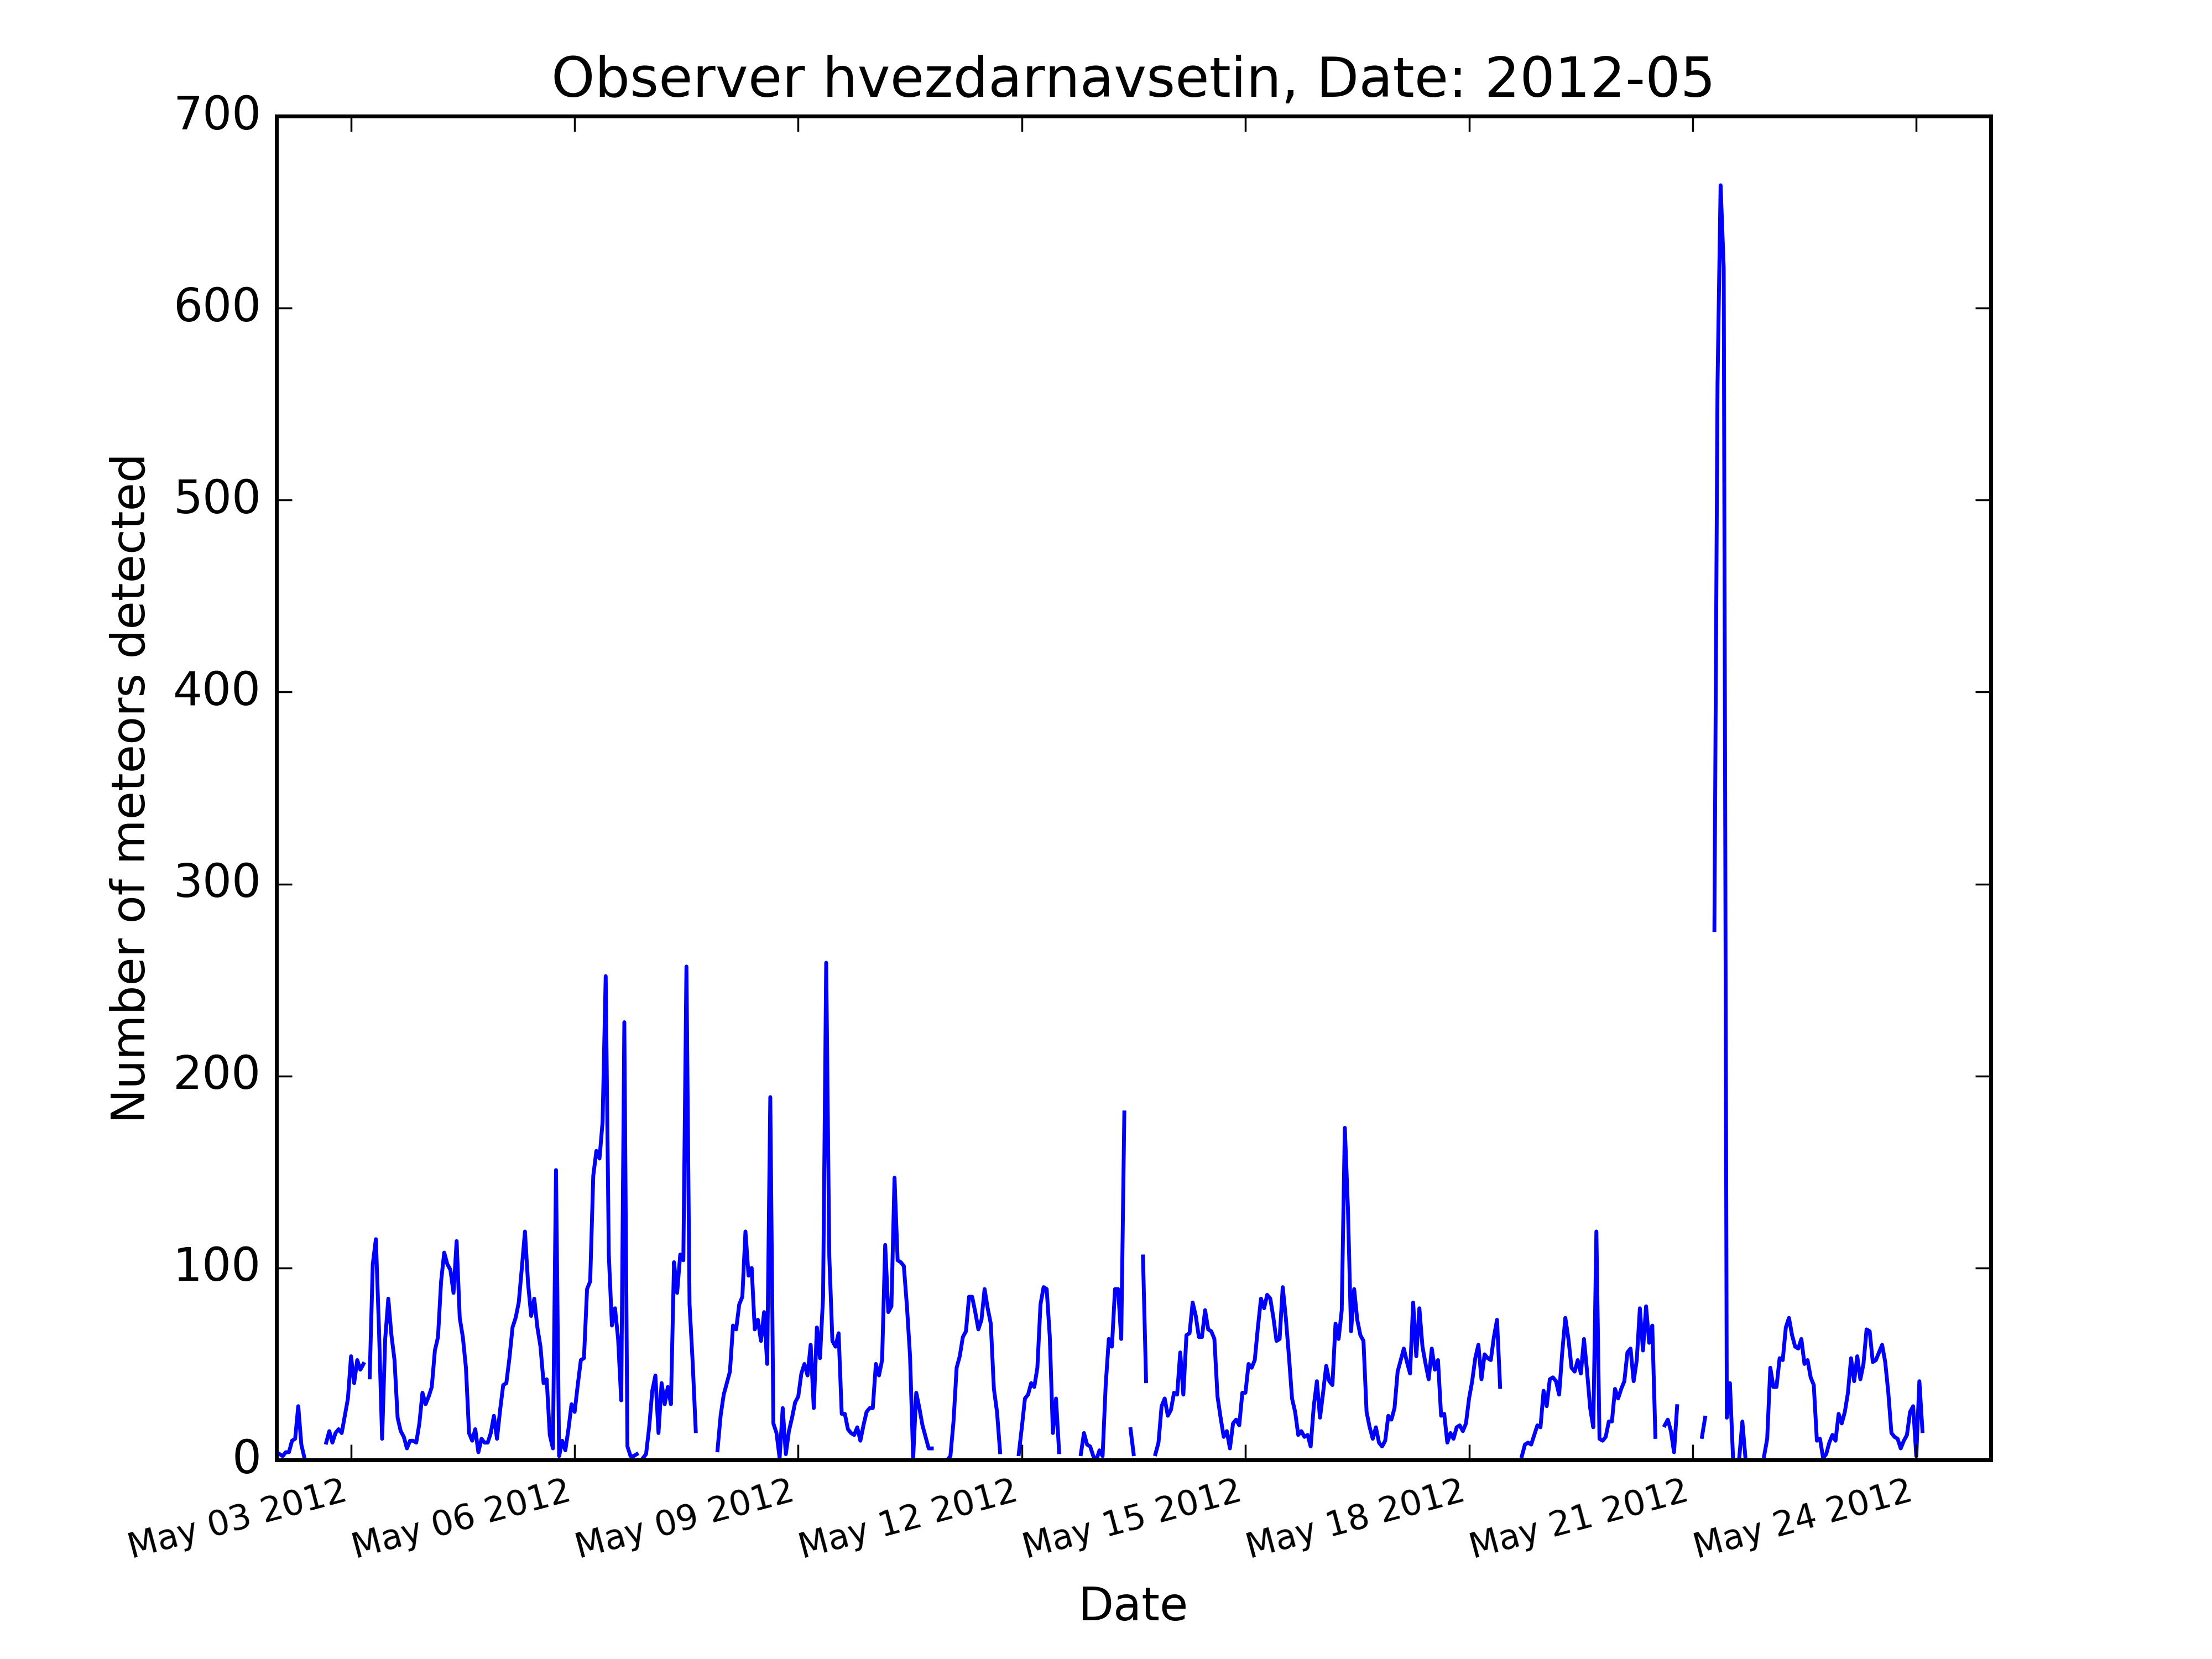 Observer hvezdarnavsetin, Date: 2012-05
700
600
500
400
300
200
100
0
Number of meteors detected
May 03 2012
May 06 2012
May 09 2012
May 12 2012
May 15 2012
May 18 2012
May 21 2012
May 24 2012
Date